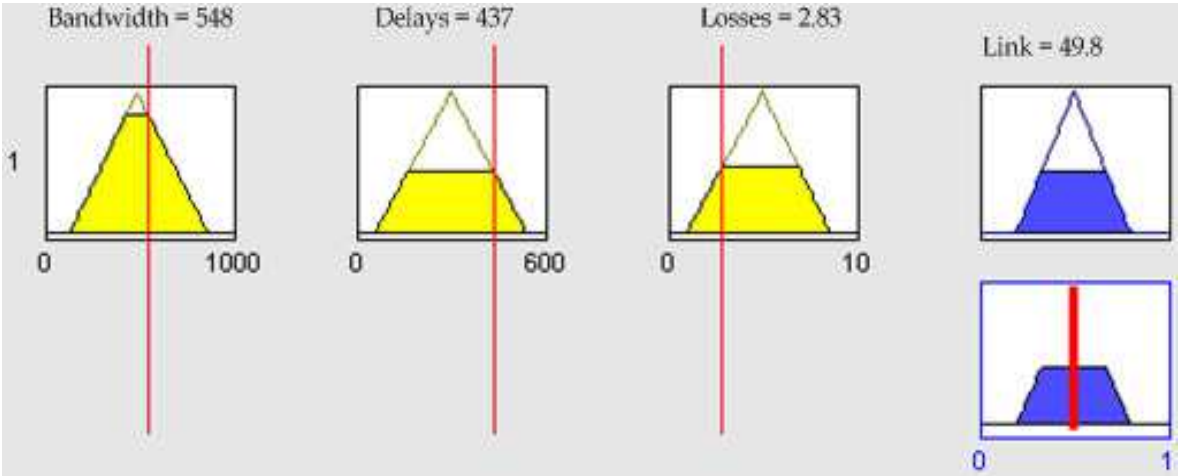 Bandwidth = 548
Delays = 437
Losses = 2.83
Link = 49.8
1
0
1000
0
600
0
10
0
1